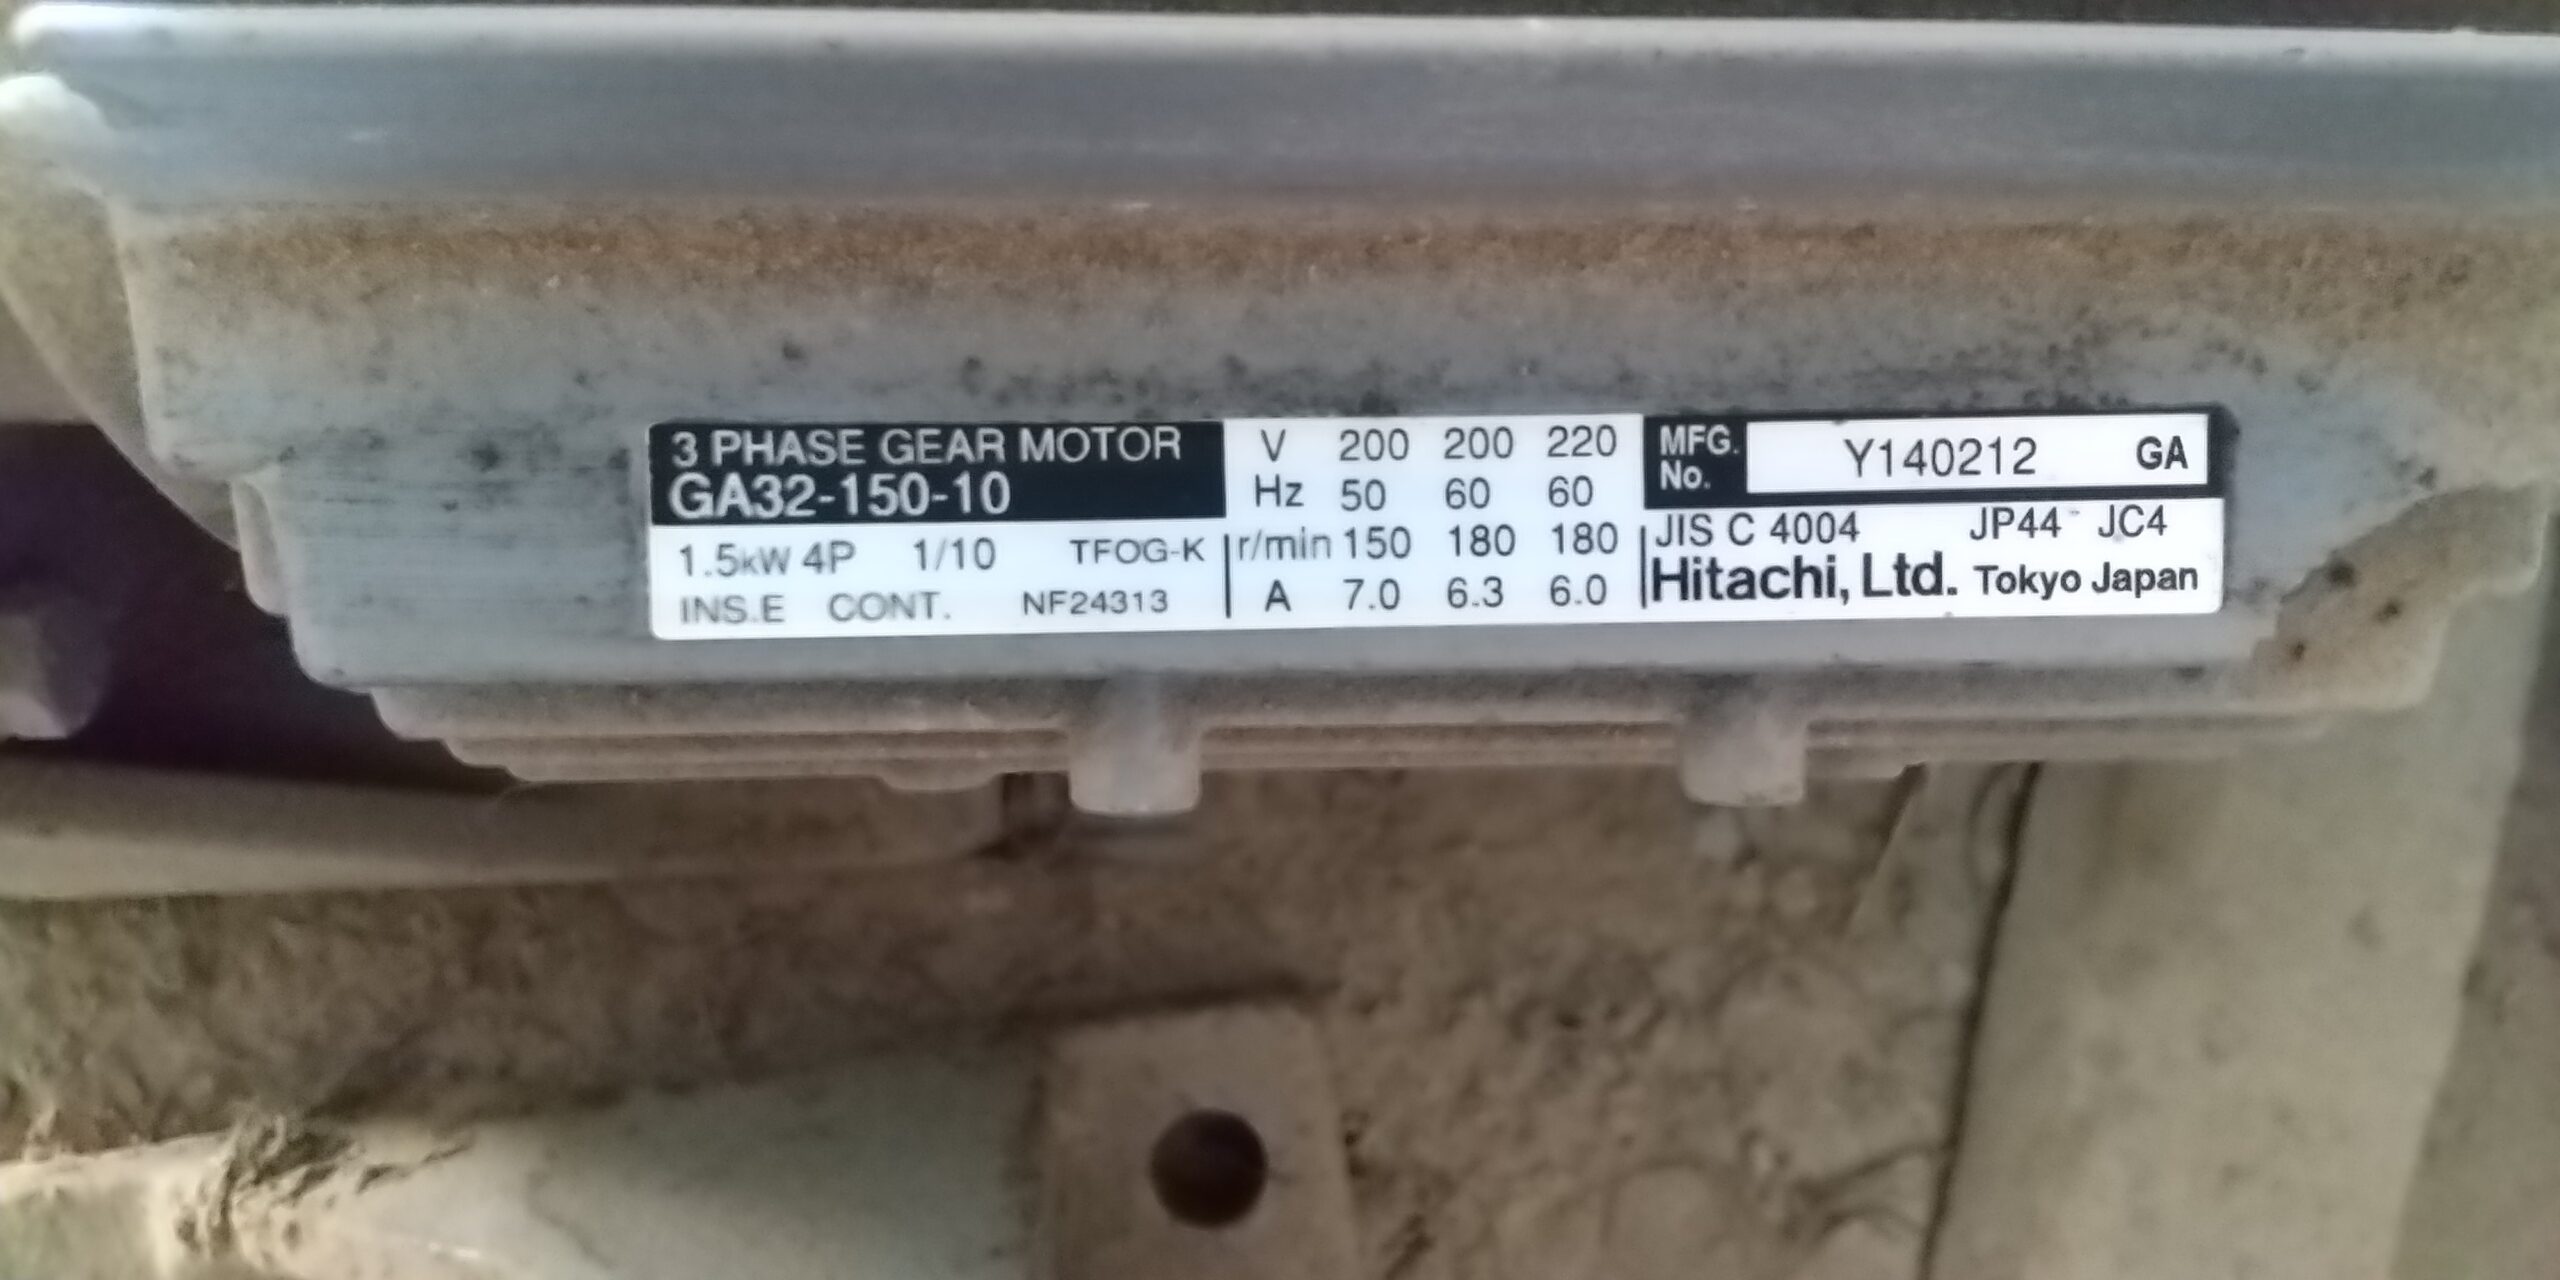 3 PHASE GEAR MOTOR
GA32-150-10
1.5kW 4P 1/10 TFOG-K
INS.E CONT. NF24313
V 200 200 220
Hz 50 60 60
r/min 150 180 180
A 7.0 6.3 6.0
MFG. No. Y140212 GA
JIS C 4004 JP44 JC4
Hitachi, Ltd. Tokyo Japan